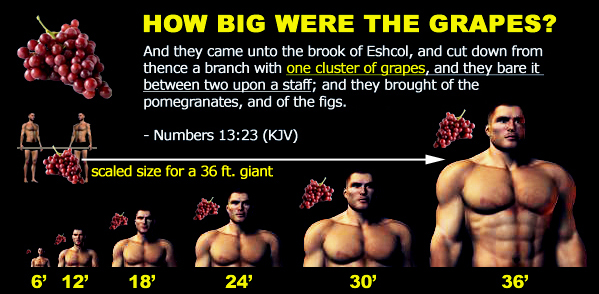 HOW BIG WERE THE GRAPES?
And they came unto the brook of Eshcol, and cut down from
thence a branch with one cluster of grapes, and they bare it
between two upon a staff; and they brought of the
pomegranates, and of the figs.
- Numbers 13:23 (KJV)
scaled size for a 36 ft. giant
6' 12' 18' 24' 30' 36'